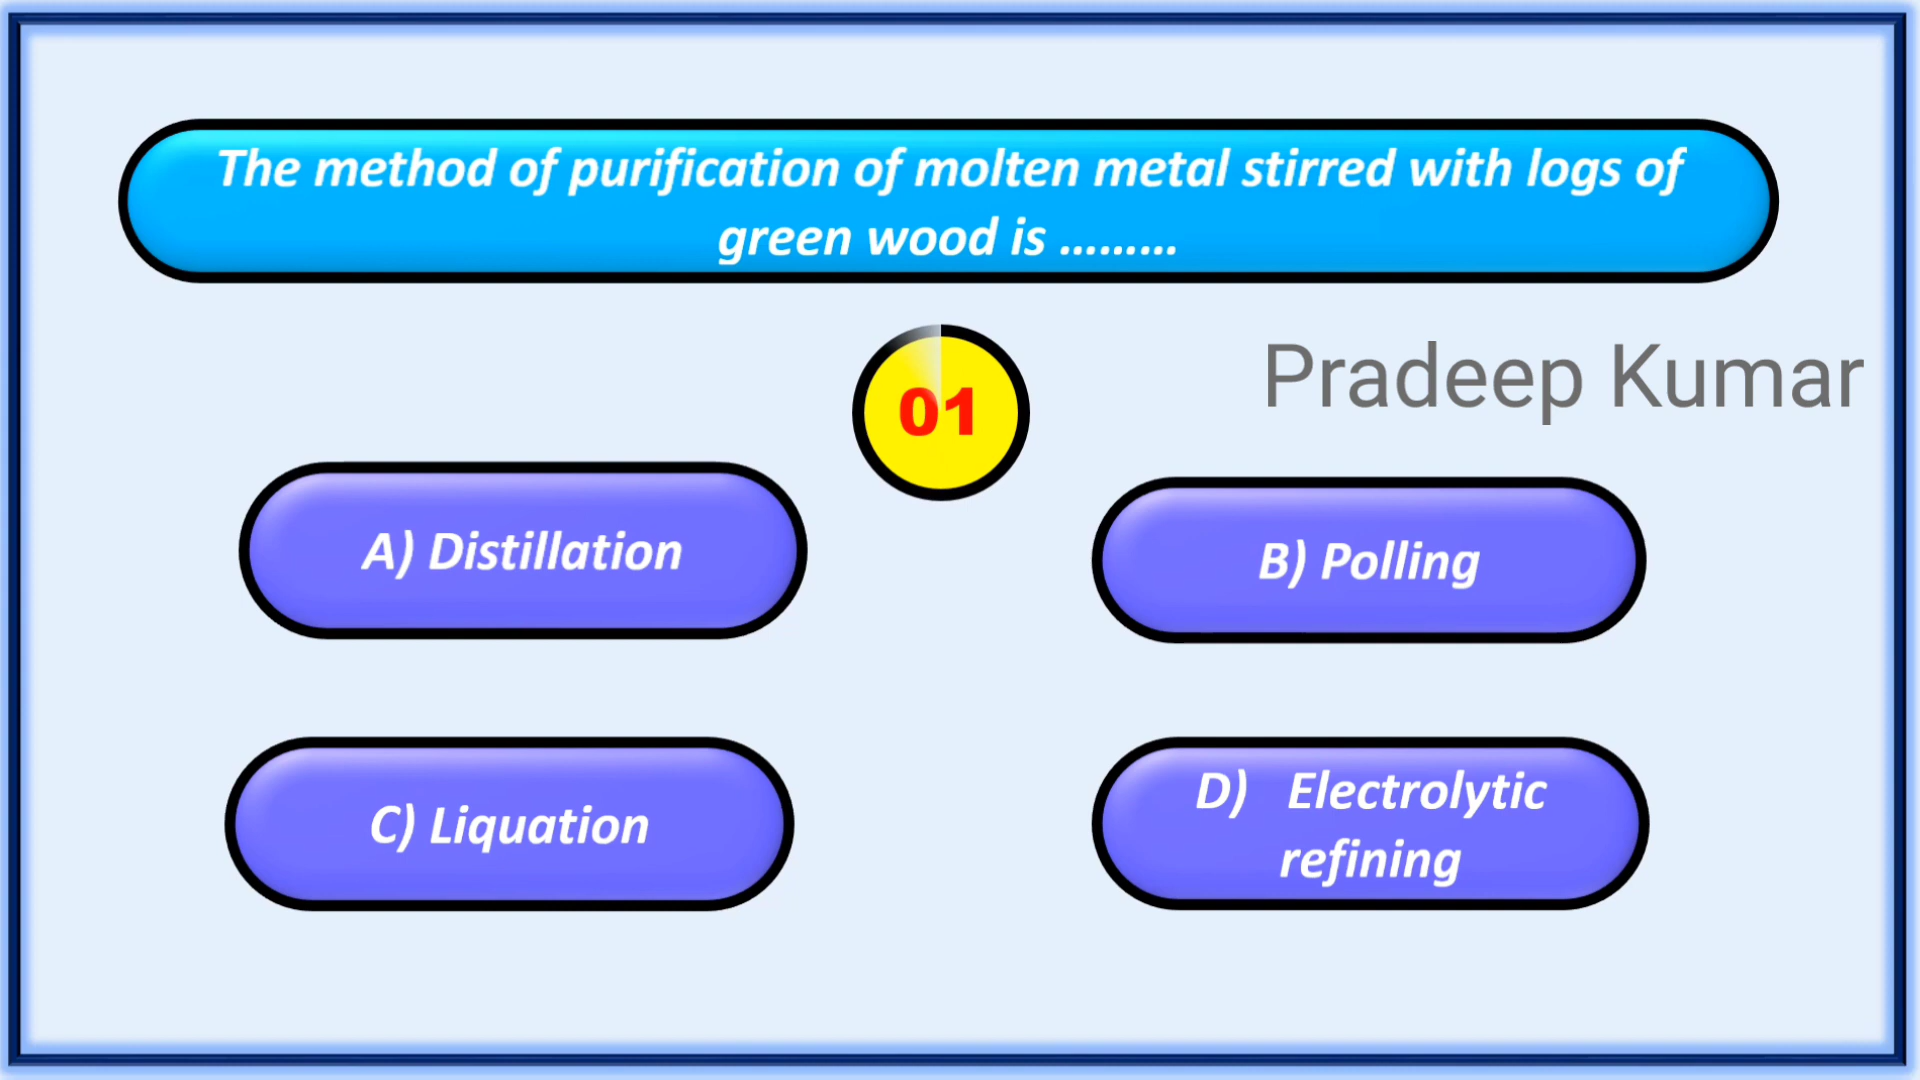 The method of purification of molten metal stirred with logs of
green wood is .........
01
Pradeep Kumar
A) Distillation
B) Polling
C) Liquation
D) Electrolytic
refining